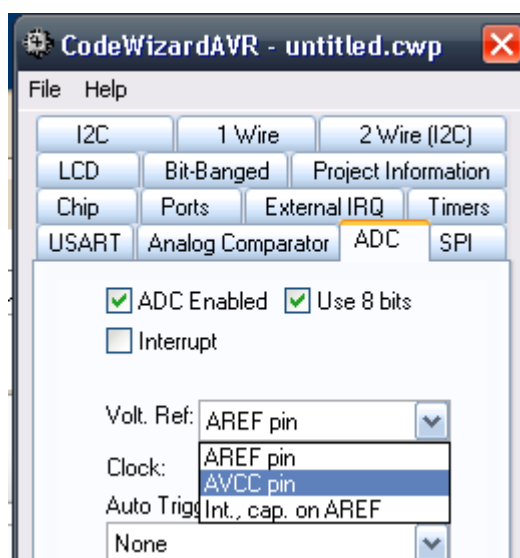 CodeWizardAVR - untitled.cwp
File Help
I2C 1 Wire 2 Wire (I2C)
LCD Bit-Banged Project Information
Chip Ports External IRQ Timers
USART Analog Comparator ADC SPI
ADC Enabled Use 8 bits
Interrupt
Volt. Ref: AREF pin
AREF pin
Clock:
AVCC pin
Auto Trigg
Int., cap. on AREF
None